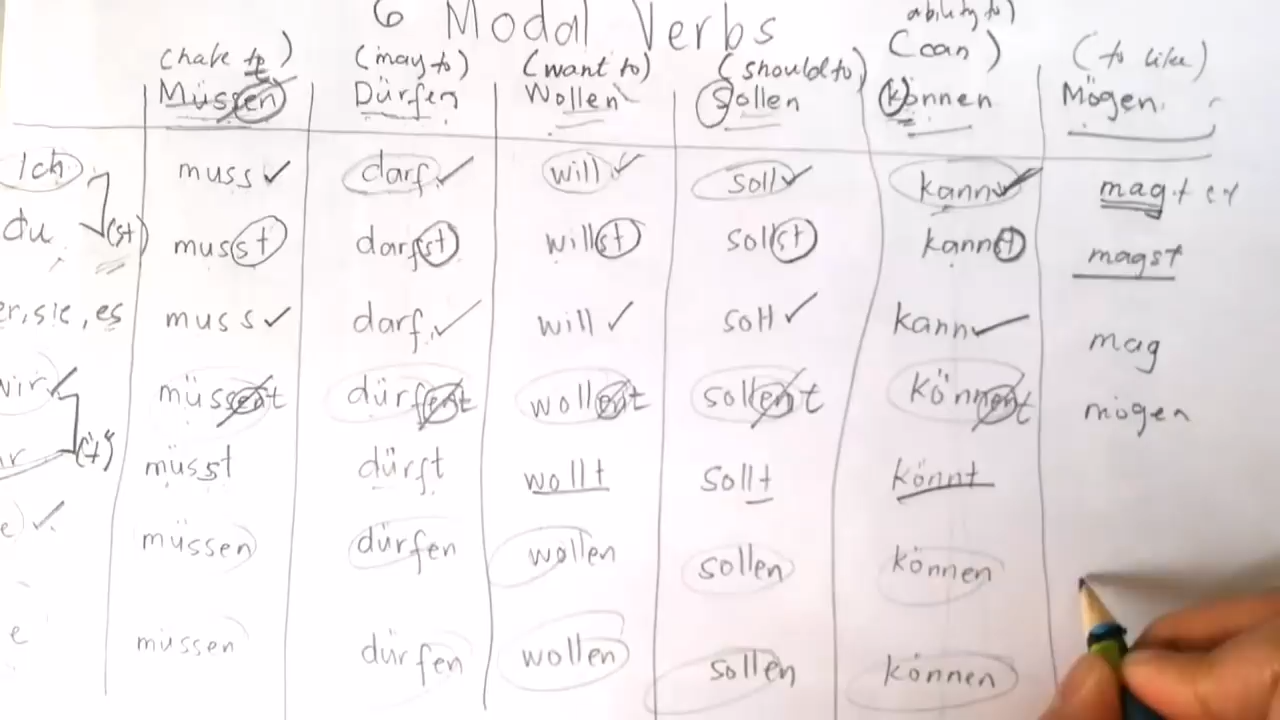 6 Modal Verbs
(have to) (may to) (want to) (should to) ability to) (can) (to like)
Müssen Dürfen Wollen Sollen können Mögen
Ich muss darf will soll kann mag
du (st) musst darfst willst sollst kannst magst
er, sie, es muss darf will soll kann mag
wir müssent dürfent wollent sollent könnent mögen
(t) müsst dürft wollt sollt könnt
e) müssen dürfen wollen sollen können
e müssen dürfen wollen sollen können